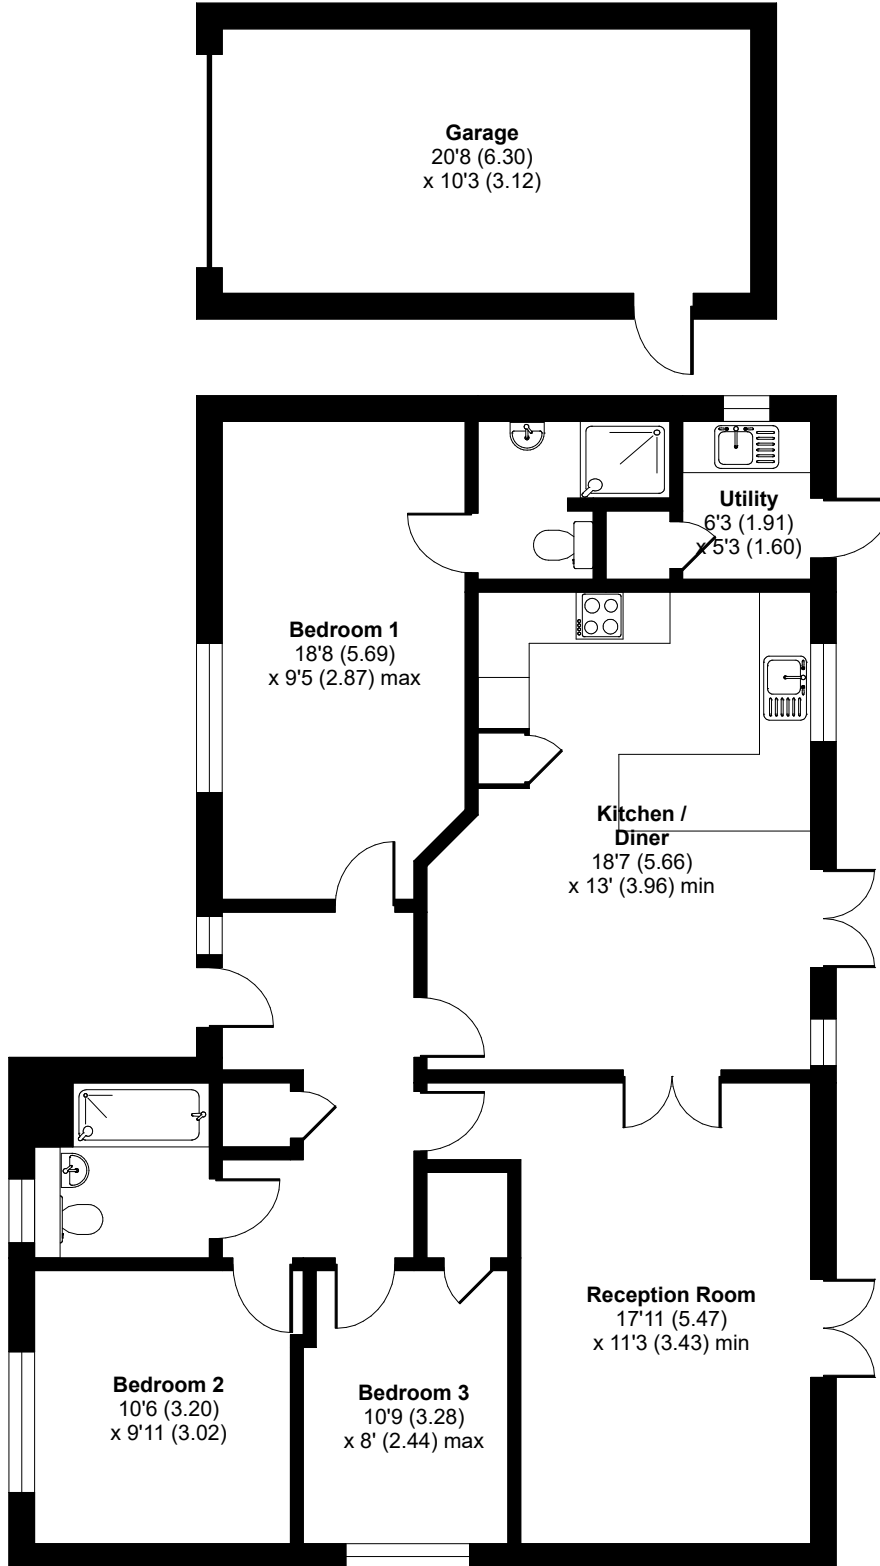 Garage
20'8 (6.30)
x 10'3 (3.12)
Utility
6'3 (1.91)
x 5'3 (1.60)
Bedroom 1
18'8 (5.69)
x 9'5 (2.87) max
Kitchen /
Diner
18'7 (5.66)
x 13' (3.96) min
Reception Room
17'11 (5.47)
x 11'3 (3.43) min
Bedroom 2
10'6 (3.20)
x 9'11 (3.02)
Bedroom 3
10'9 (3.28)
x 8' (2.44) max